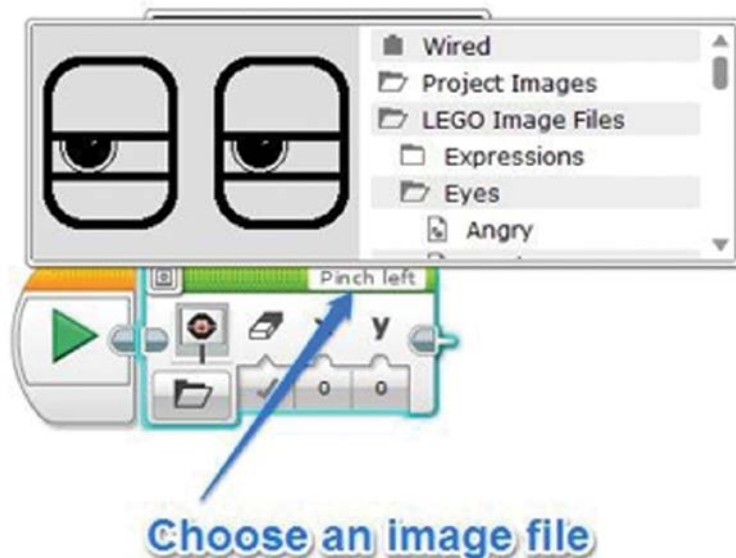 Wired
Project Images
LEGO Image Files
Expressions
Eyes
Angry
Pinch left
y
0 0
Choose an image file